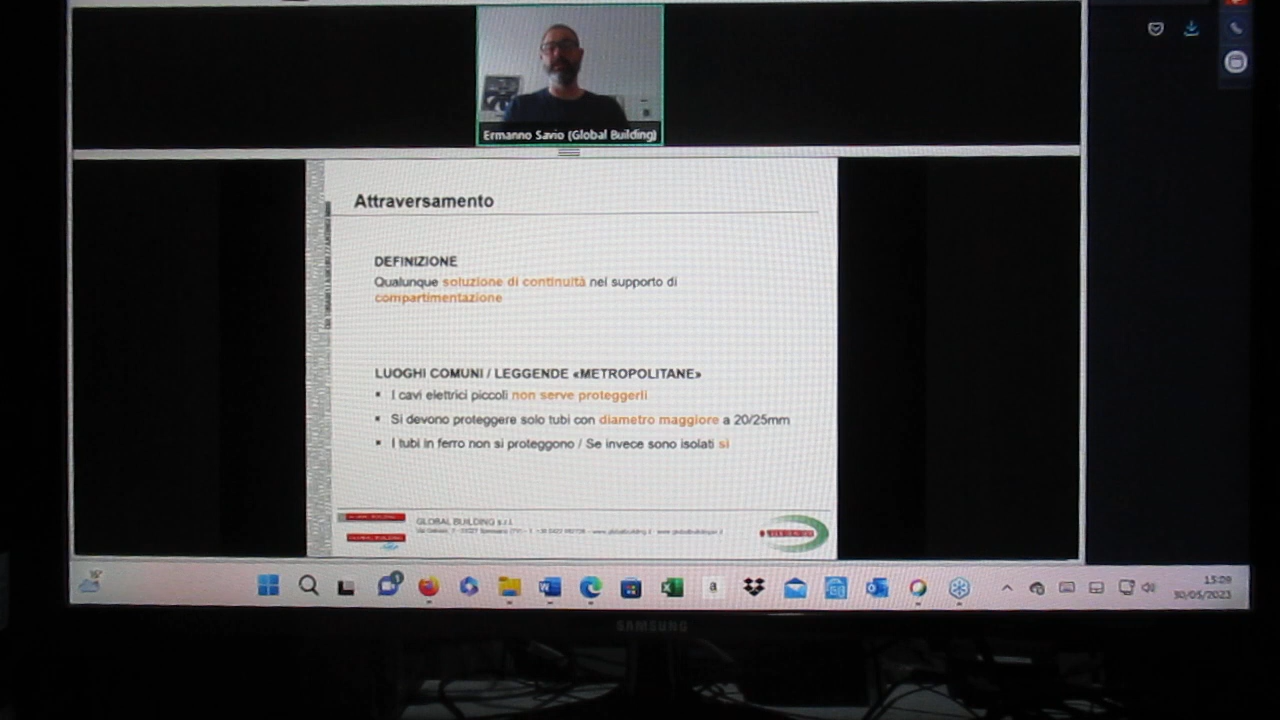 Ermanno Savio (Global Building)
Attraversamento
DEFINIZIONE
Qualunque soluzione di continuità nel supporto di
compartimentazione
LUOGHI COMUNI / LEGGENDE «METROPOLITANE»
I cavi elettrici piccoli non serve proteggerli
Si devono proteggere solo tubi con diametro maggiore a 20/25mm
I tubi in ferro non si proteggono / Se invece sono isolati sì
GLOBAL BUILDING s.r.l.
15:09
30/05/2023
SAMSUNG